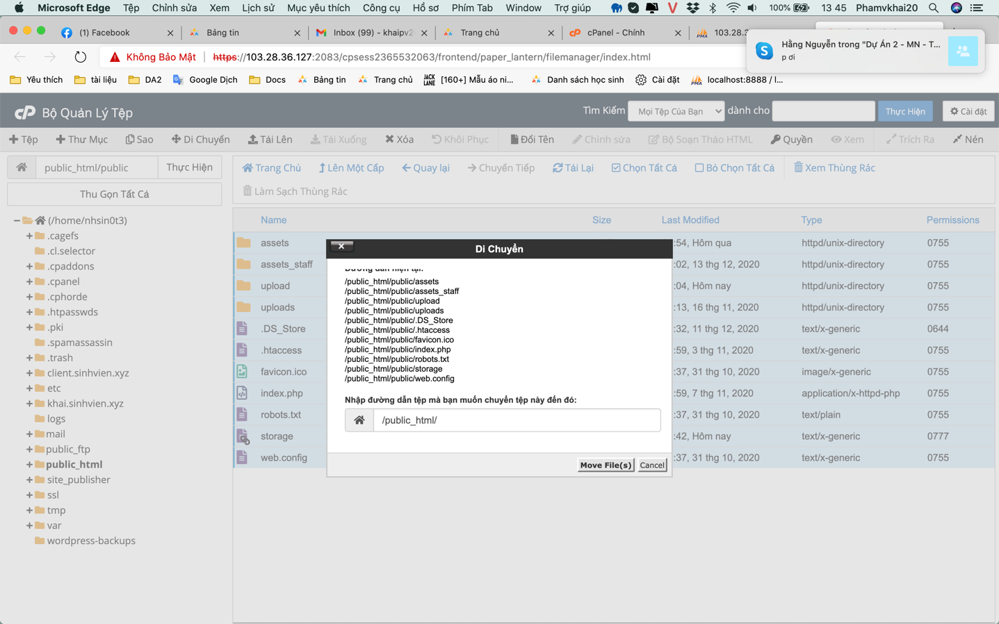 Microsoft Edge Tệp Chỉnh sửa Xem Lịch sử Mục yêu thích Công cụ Hồ sơ Phím Tab Window Trợ giúp 100% 13 45 Phamvkhai20
(1) Facebook Bảng tin Inbox (99) - khaipv2 Trang chủ cPanel - Chính 103.28.3
Hằng Nguyễn trong "Dự Án 2 - MN - T...
p ơi
Không Bảo Mật https://103.28.36.127:2083/cpsess2365532063/frontend/paper_lantern/filemanager/index.html
Yêu thích tài liệu DA2 Google Dịch Docs Bảng tin Trang chủ JACK LANE [160+] Mẫu áo ni... Danh sách học sinh Cài đặt PMA localhost:8888 / l...
cP Bộ Quản Lý Tệp Tìm Kiếm Mọi Tệp Của Bạn dành cho Thực Hiện Cài đặt
Tệp Thư Mục Sao Di Chuyển Tải Lên Tải Xuống Xóa Khôi Phục Đổi Tên Chỉnh sửa Bộ Soạn Thảo HTML Quyền Xem Trích Ra Nén
public_html/public Thực Hiện
Thu Gọn Tất Cả
Trang Chủ Lên Một Cấp Quay lại Chuyển Tiếp Tải Lại Chọn Tất Cả Bỏ Chọn Tất Cả Xem Thùng Rác
Làm Sạch Thùng Rác
(/home/nhsin0t3)
.cagefs
.cl.selector
.cpaddons
.cpanel
.cphorde
.htpasswds
.pki
.spamassassin
.trash
client.sinhvien.xyz
etc
khai.sinhvien.xyz
logs
mail
public_ftp
public_html
site_publisher
ssl
tmp
var
wordpress-backups
Name Size Last Modified Type Permissions
assets :54, Hôm qua httpd/unix-directory 0755
assets_staff :02, 13 thg 12, 2020 httpd/unix-directory 0755
upload :04, Hôm nay httpd/unix-directory 0755
uploads :13, 16 thg 11, 2020 httpd/unix-directory 0755
.DS_Store :32, 11 thg 12, 2020 text/x-generic 0644
.htaccess :59, 3 thg 11, 2020 text/x-generic 0755
favicon.ico :37, 31 thg 10, 2020 image/x-generic 0755
index.php :59, 7 thg 11, 2020 application/x-httpd-php 0755
robots.txt :37, 31 thg 10, 2020 text/plain 0755
storage :42, Hôm nay text/x-generic 0777
web.config :37, 31 thg 10, 2020 text/x-generic 0755
Di Chuyển
Đường dẫn hiện tại:
/public_html/public/assets
/public_html/public/assets_staff
/public_html/public/upload
/public_html/public/uploads
/public_html/public/.DS_Store
/public_html/public/.htaccess
/public_html/public/favicon.ico
/public_html/public/index.php
/public_html/public/robots.txt
/public_html/public/storage
/public_html/public/web.config
Nhập đường dẫn tệp mà bạn muốn chuyển tệp này đến đó:
/public_html/
Move File(s) Cancel